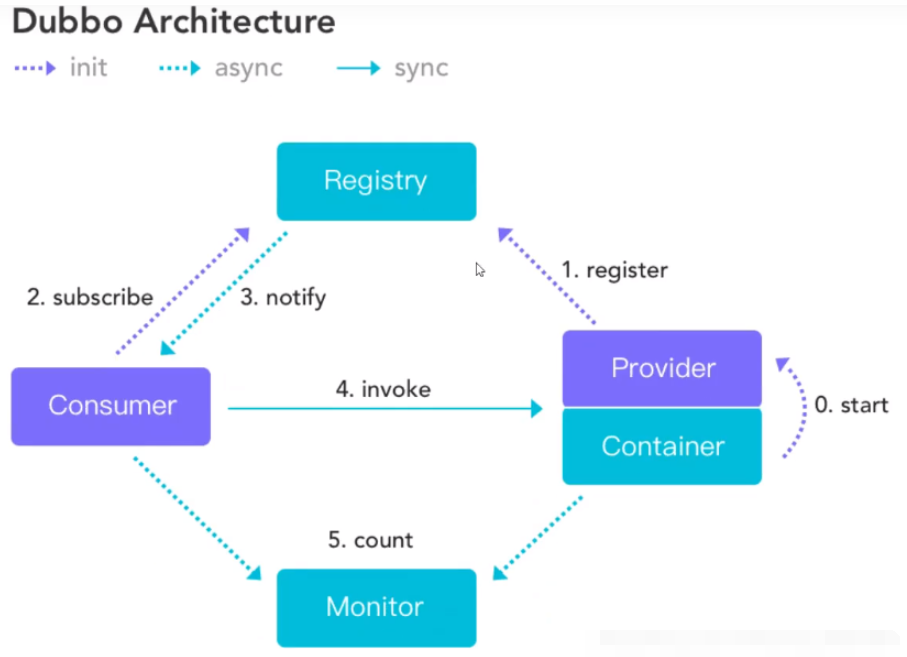 Dubbo Architecture
init async sync
Registry
1. register
2. subscribe 3. notify
Provider
4. invoke
Consumer
0. start
Container
5. count
Monitor